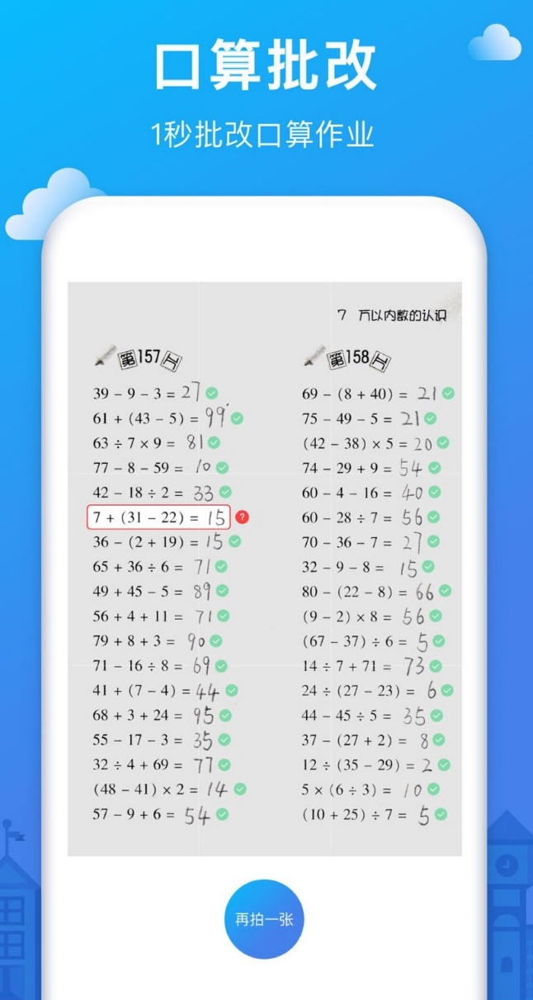 口算批改
1秒批改口算作业
7 万以内数的认识
第157天
39 − 9 − 3 = 27
61 + (43 − 5) = 99
63 ÷ 7 × 9 = 81
77 − 8 − 59 = 10
42 − 18 ÷ 2 = 33
7 + (31 − 22) = 15 ?
36 − (2 + 19) = 15
65 + 36 ÷ 6 = 71
49 + 45 − 5 = 89
56 + 4 + 11 = 71
79 + 8 + 3 = 90
71 − 16 ÷ 8 = 69
41 + (7 − 4) = 44
68 + 3 + 24 = 95
55 − 17 − 3 = 35
32 ÷ 4 + 69 = 77
(48 − 41) × 2 = 14
57 − 9 + 6 = 54
第158天
69 − (8 + 40) = 21
75 − 49 − 5 = 21
(42 − 38) × 5 = 20
74 − 29 + 9 = 54
60 − 4 − 16 = 40
60 − 28 ÷ 7 = 56
70 − 36 − 7 = 27
32 − 9 − 8 = 15
80 − (22 − 8) = 66
(9 − 2) × 8 = 56
(67 − 37) ÷ 6 = 5
14 ÷ 7 + 71 = 73
24 ÷ (27 − 23) = 6
44 − 45 ÷ 5 = 35
37 − (27 + 2) = 8
12 ÷ (35 − 29) = 2
5 × (6 ÷ 3) = 10
(10 + 25) ÷ 7 = 5
再拍一张